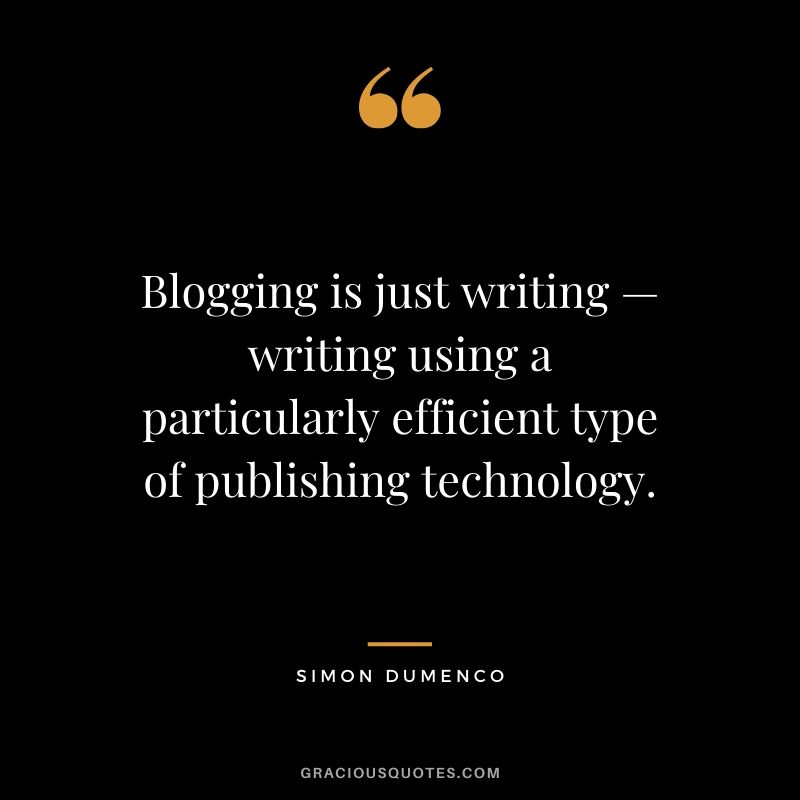 “
Blogging is just writing —
writing using a
particularly efficient type
of publishing technology.
SIMON DUMENCO
GRACIOUSQUOTES.COM